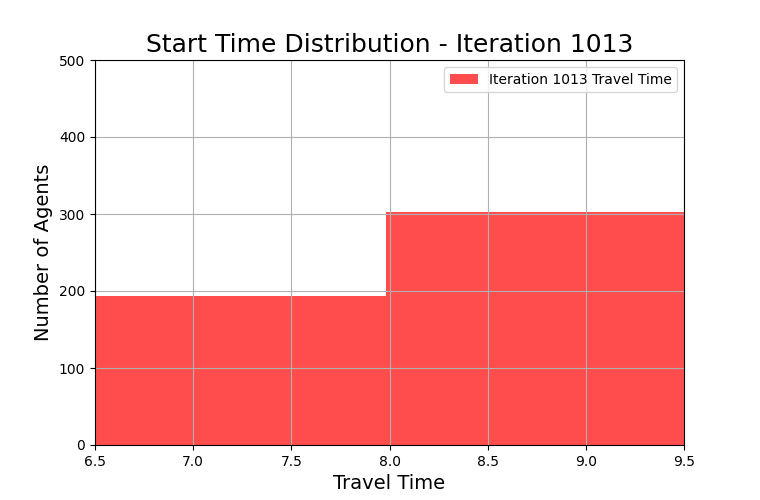 Start Time Distribution - Iteration 1013
Iteration 1013 Travel Time
Number of Agents
500
400
300
200
100
0
6.5 7.0 7.5 8.0 8.5 9.0 9.5
Travel Time